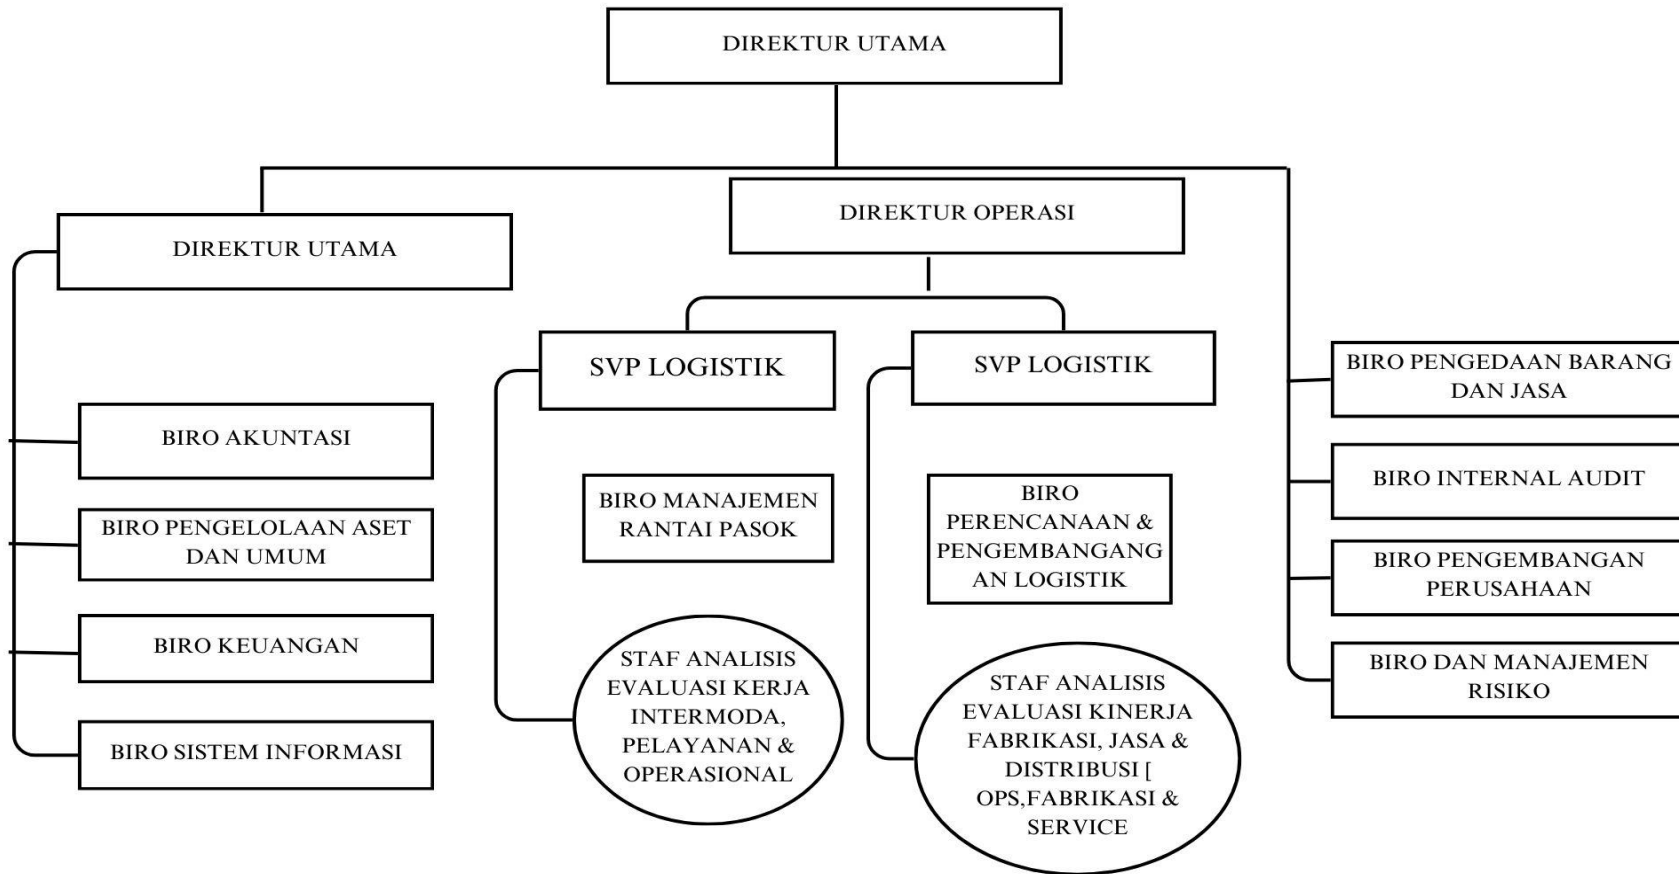 DIREKTUR UTAMA
DIREKTUR UTAMA
DIREKTUR OPERASI
SVP LOGISTIK
SVP LOGISTIK
BIRO AKUNTASI
BIRO PENGELOLAAN ASET
DAN UMUM
BIRO KEUANGAN
BIRO SISTEM INFORMASI
BIRO MANAJEMEN
RANTAI PASOK
STAF ANALISIS
EVALUASI KERJA
INTERMODA,
PELAYANAN &
OPERASIONAL
BIRO
PERENCANAAN &
PENGEMBANGANG
AN LOGISTIK
STAF ANALISIS
EVALUASI KINERJA
FABRIKASI, JASA &
DISTRIBUSI [
OPS,FABRIKASI &
SERVICE
BIRO PENGEDAAN BARANG
DAN JASA
BIRO INTERNAL AUDIT
BIRO PENGEMBANGAN
PERUSAHAAN
BIRO DAN MANAJEMEN
RISIKO